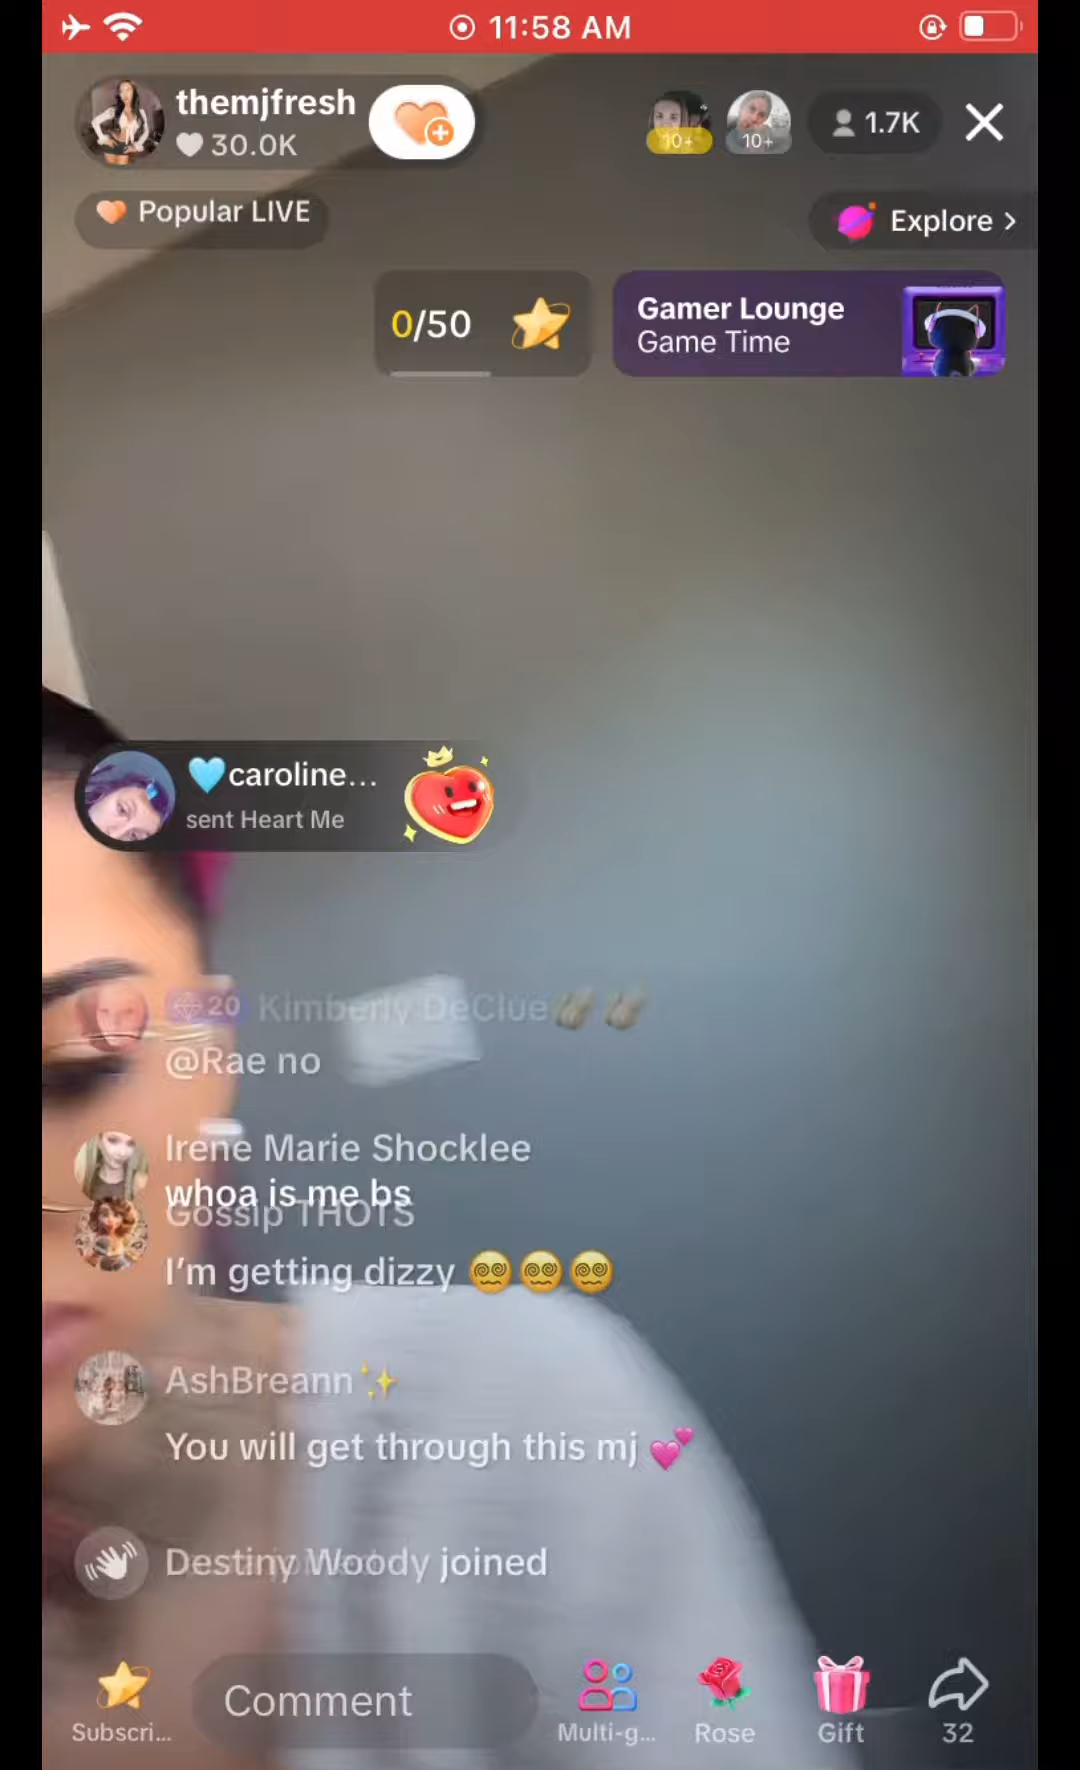 11:58 AM
themjfresh
30.0K
10+
10+
1.7K
Popular LIVE
Explore >
0/50
Gamer Lounge
Game Time
caroline...
sent Heart Me
20 Kimberly DeClue
@Rae no
Irene Marie Shocklee
whoa is me bs
Gossip THOTS
I'm getting dizzy 😵‍💫😵‍💫😵‍💫
AshBreann✨
You will get through this mj 💕
Destiny Woody joined
Comment
Subscri...
Multi-g...
Rose
Gift
32